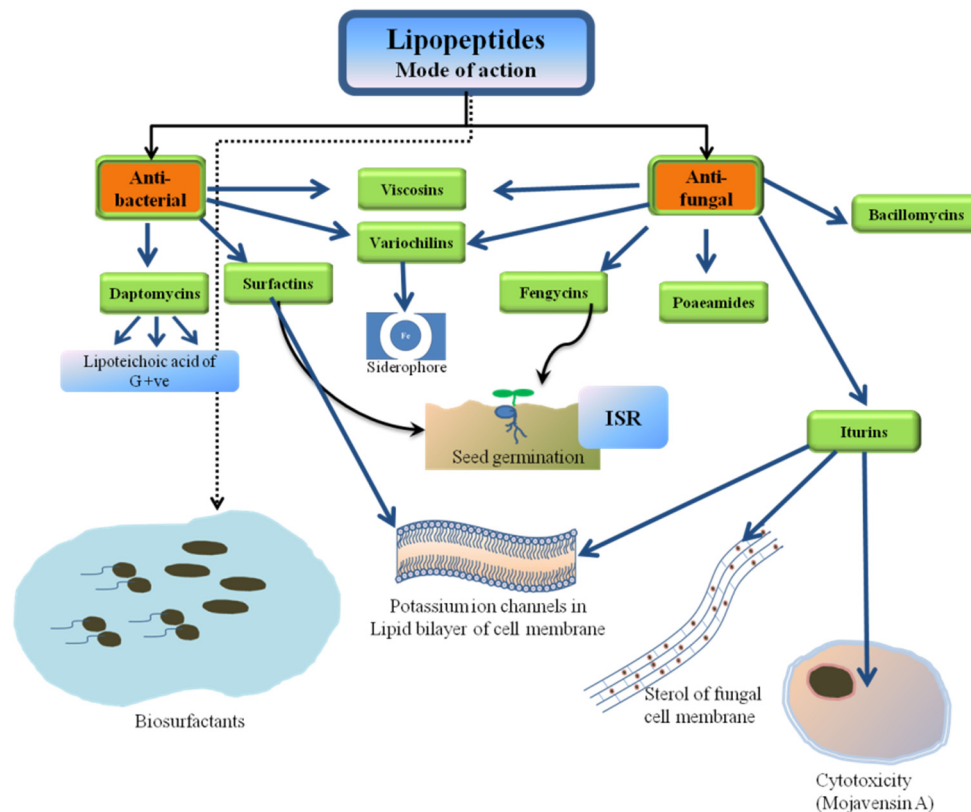 Lipopeptides
Mode of action
Anti-
bacterial
Viscosins
Anti-
fungal
Bacillomycins
Variochilins
Daptomycins
Surfactins
Fengycins
Poaeamides
Lipoteichoic acid of
G+ve
Fe
Siderophore
ISR
Seed germination
Iturins
Potassium ion channels in
Lipid bilayer of cell membrane
Sterol of fungal
cell membrane
Biosurfactants
Cytotoxicity
(Mojavensin A)